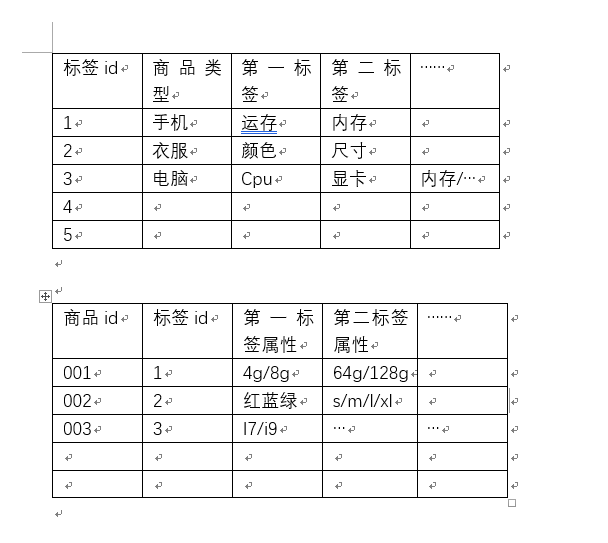 标签 id 商品类 第一标 第二标 ……
型 签 签
1 手机 运存 内存
2 衣服 颜色 尺寸
3 电脑 Cpu 显卡 内存/…
4
5
商品 id 标签 id 第一标 第二标签 ……
签属性 属性
001 1 4g/8g 64g/128g
002 2 红蓝绿 s/m/l/xl
003 3 I7/i9 … …